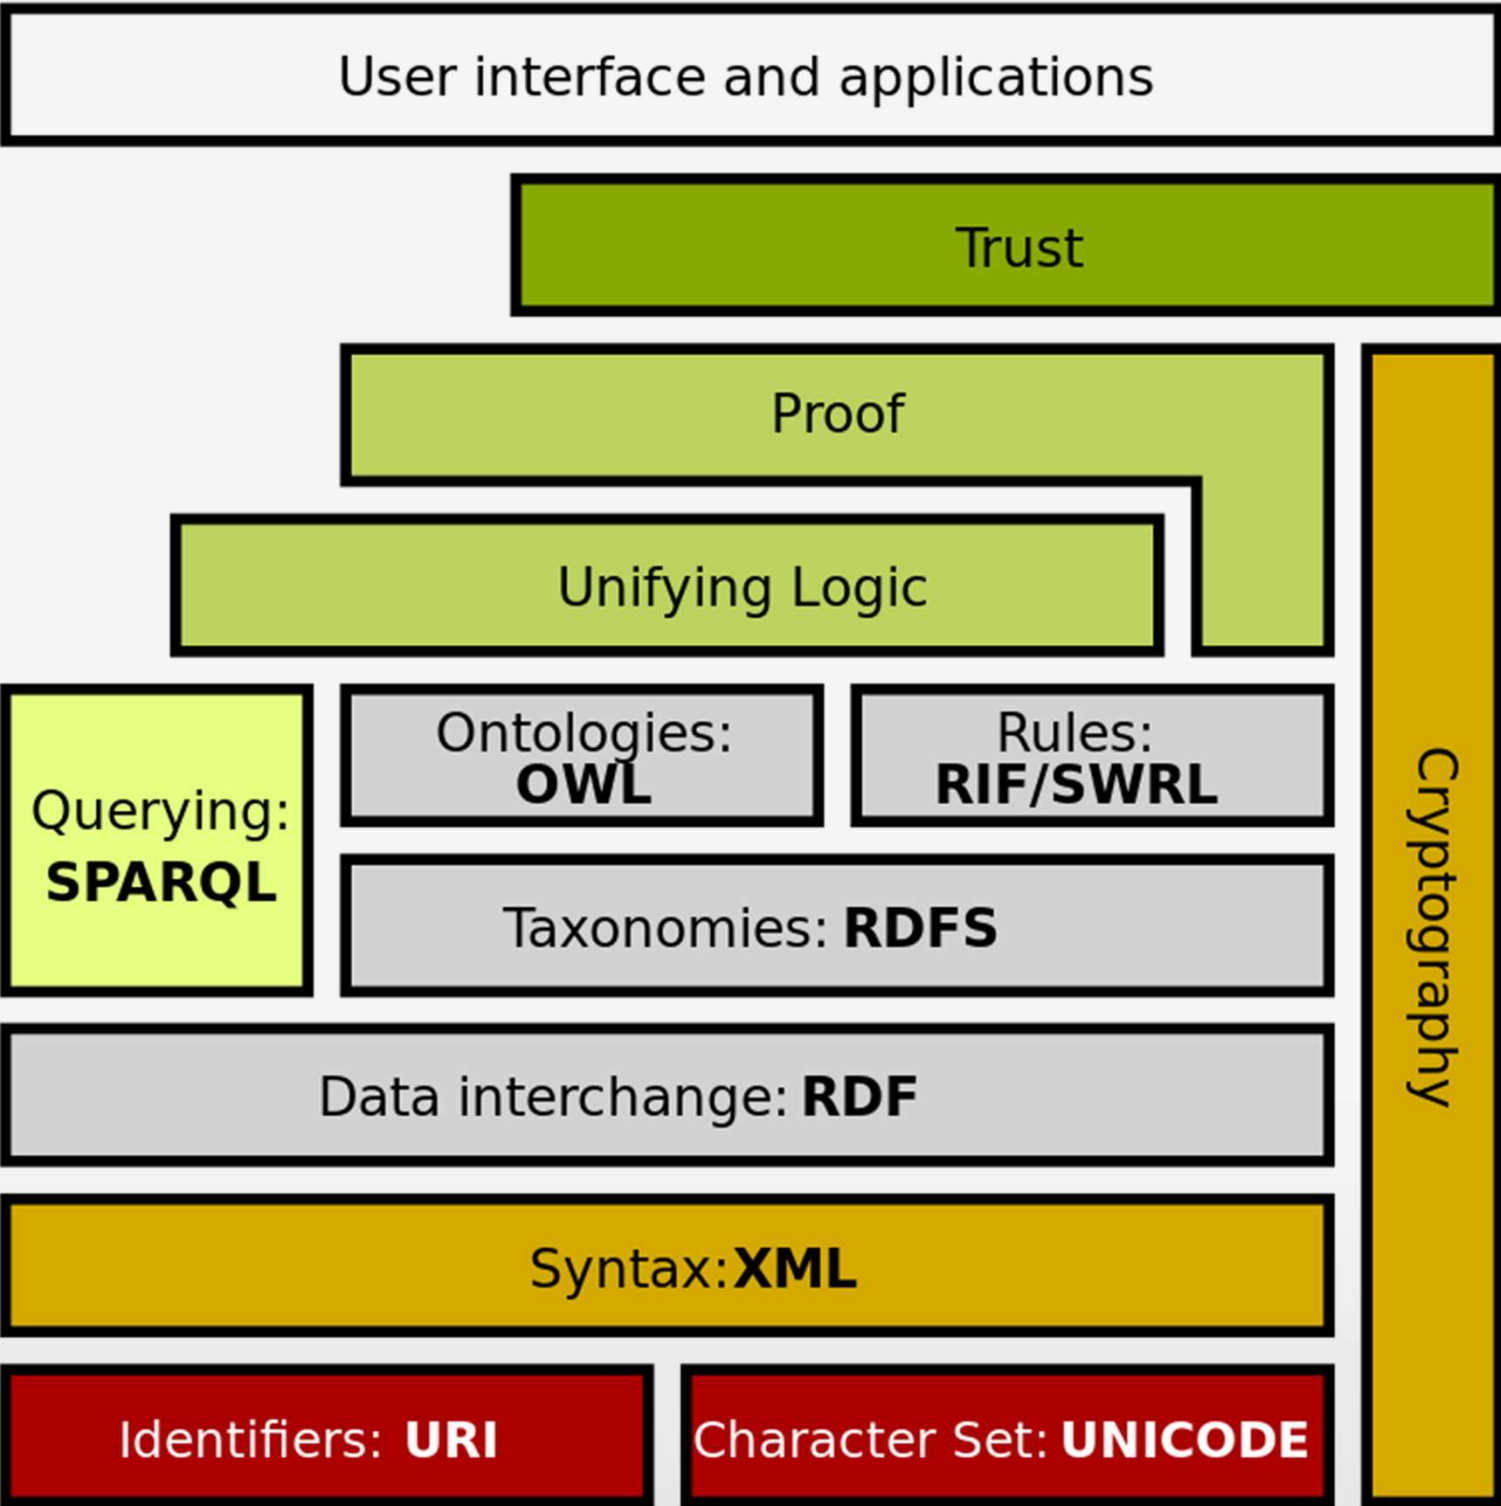 User interface and applications
Trust
Proof
Unifying Logic
Ontologies:
OWL
Rules:
RIF/SWRL
Querying:
SPARQL
Taxonomies: RDFS
Cryptography
Data interchange: RDF
Syntax:XML
Identifiers: URI
Character Set: UNICODE